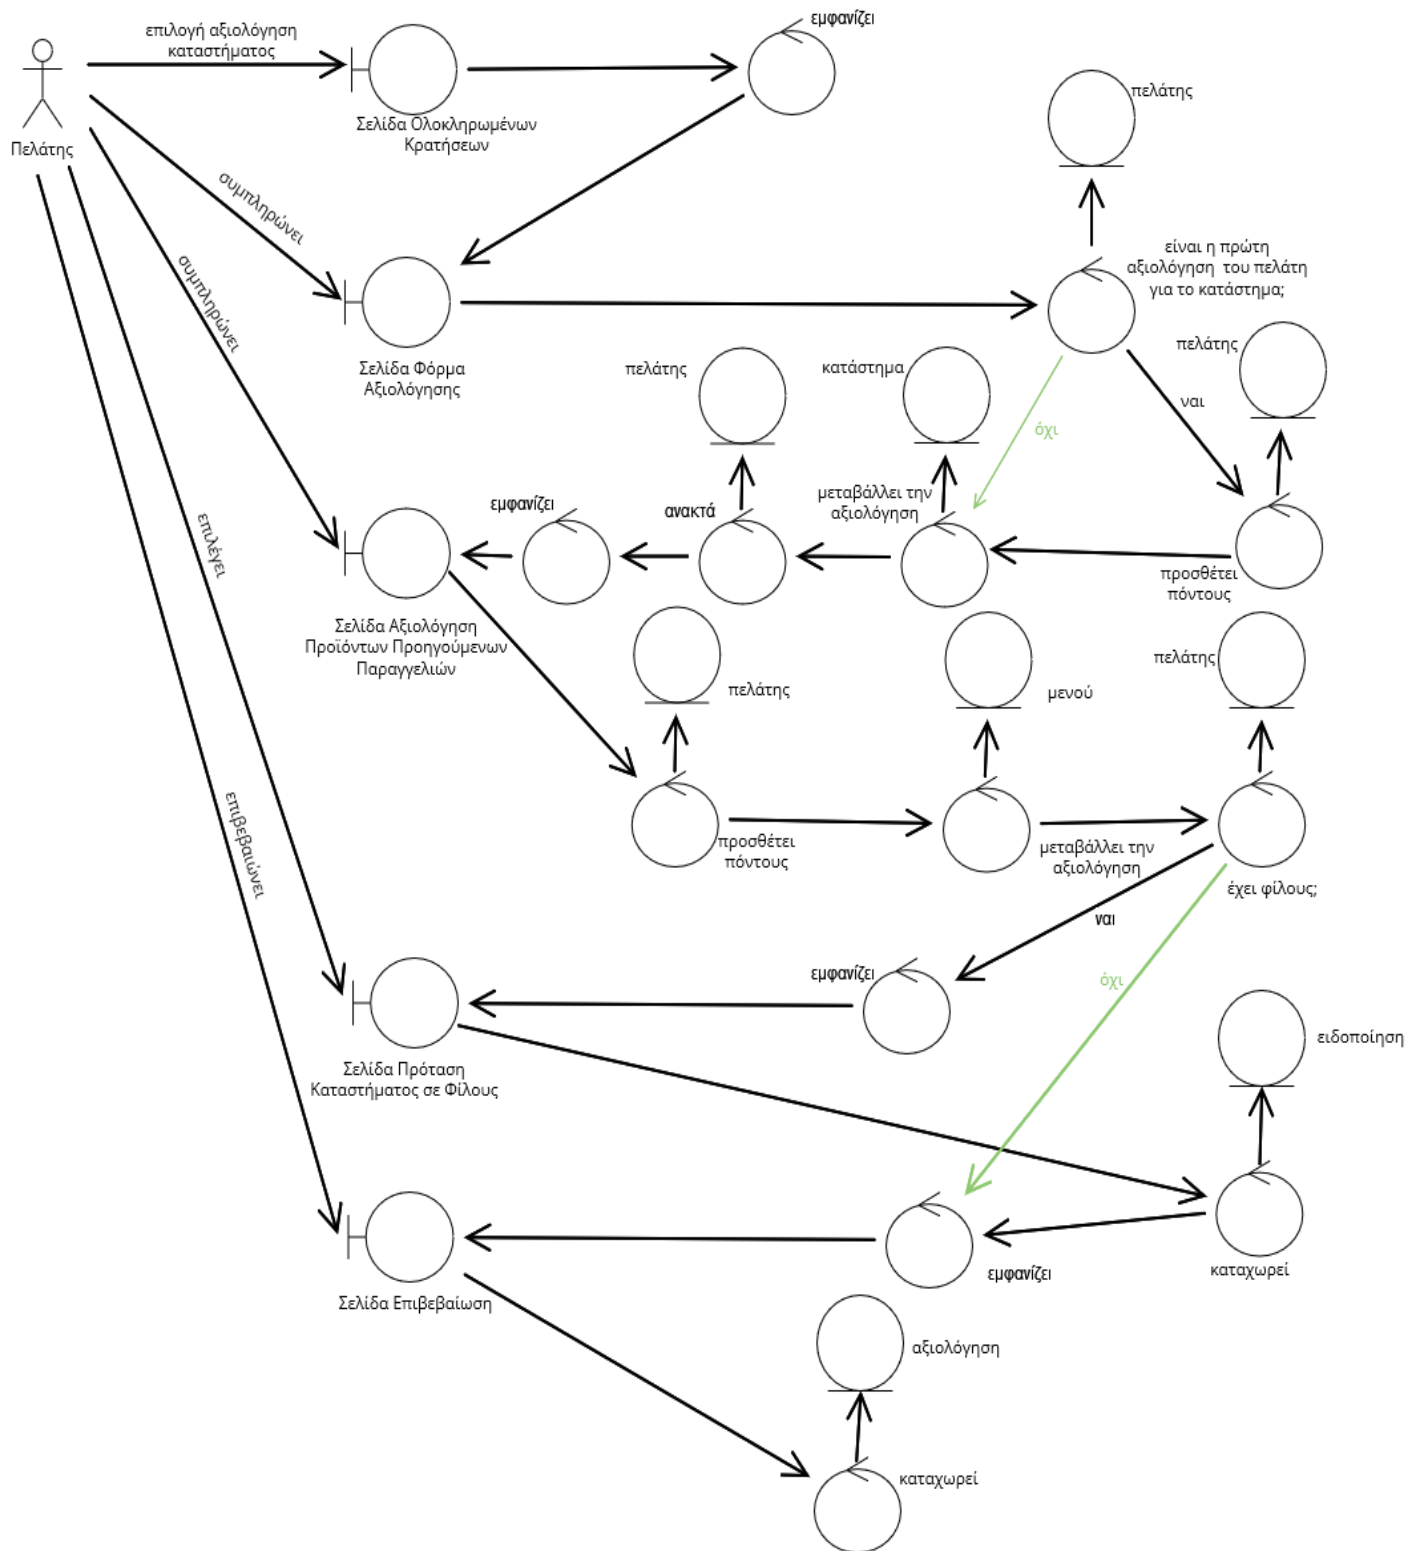 επιλογή αξιολόγηση
καταστήματος
εμφανίζει
Πελάτης
Σελίδα Ολοκληρωμένων
Κρατήσεων
πελάτης
συμπληρώνει
είναι η πρώτη
αξιολόγηση του πελάτη
για το κατάστημα;
συμπληρώνει
Σελίδα Φόρμα
Αξιολόγησης
πελάτης
κατάστημα
πελάτης
ναι
όχι
εμφανίζει
ανακτά
μεταβάλλει την
αξιολόγηση
προσθέτει
πόντους
επιλέγει
Σελίδα Αξιολόγηση
Προϊόντων Προηγούμενων
Παραγγελιών
πελάτης
μενού
πελάτης
προσθέτει
πόντους
μεταβάλλει την
αξιολόγηση
έχει φίλους;
επιβεβαιώνει
ναι
εμφανίζει
όχι
ειδοποίηση
Σελίδα Πρόταση
Καταστήματος σε Φίλους
καταχωρεί
εμφανίζει
Σελίδα Επιβεβαίωση
αξιολόγηση
καταχωρεί